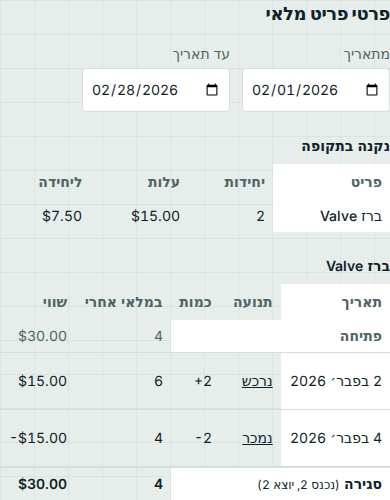 פרטי פריט מלאי
מתאריך עד תאריך
02/01/2026 02/28/2026
נקנה בתקופה
פריט יחידות עלות ליחידה
ברז Valve 2 $15.00 $7.50
ברז Valve
תאריך תנועה כמות במלאי אחרי שווי
פתיחה 4 $30.00
2 בפבר׳ 2026 נרכש +2 6 $15.00
4 בפבר׳ 2026 נמכר -2 4 -$15.00
סגירה (נכנס 2, יוצא 2) 4 $30.00